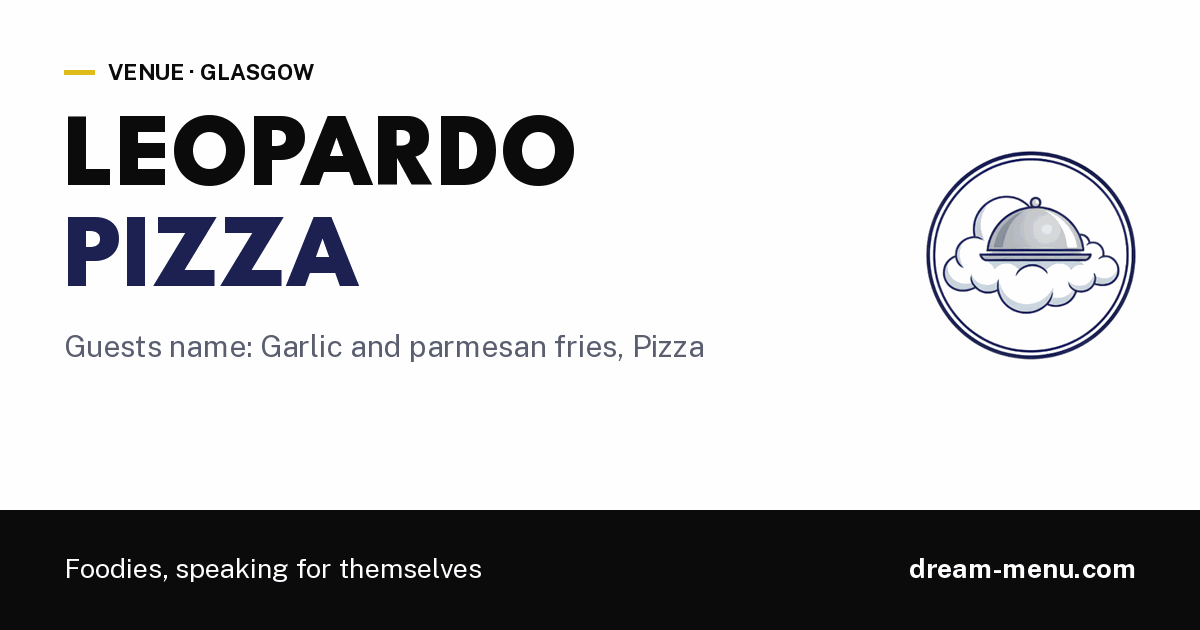 VENUE · GLASGOW
LEOPARDO
PIZZA
Guests name: Garlic and parmesan fries, Pizza
Foodies, speaking for themselves
dream-menu.com